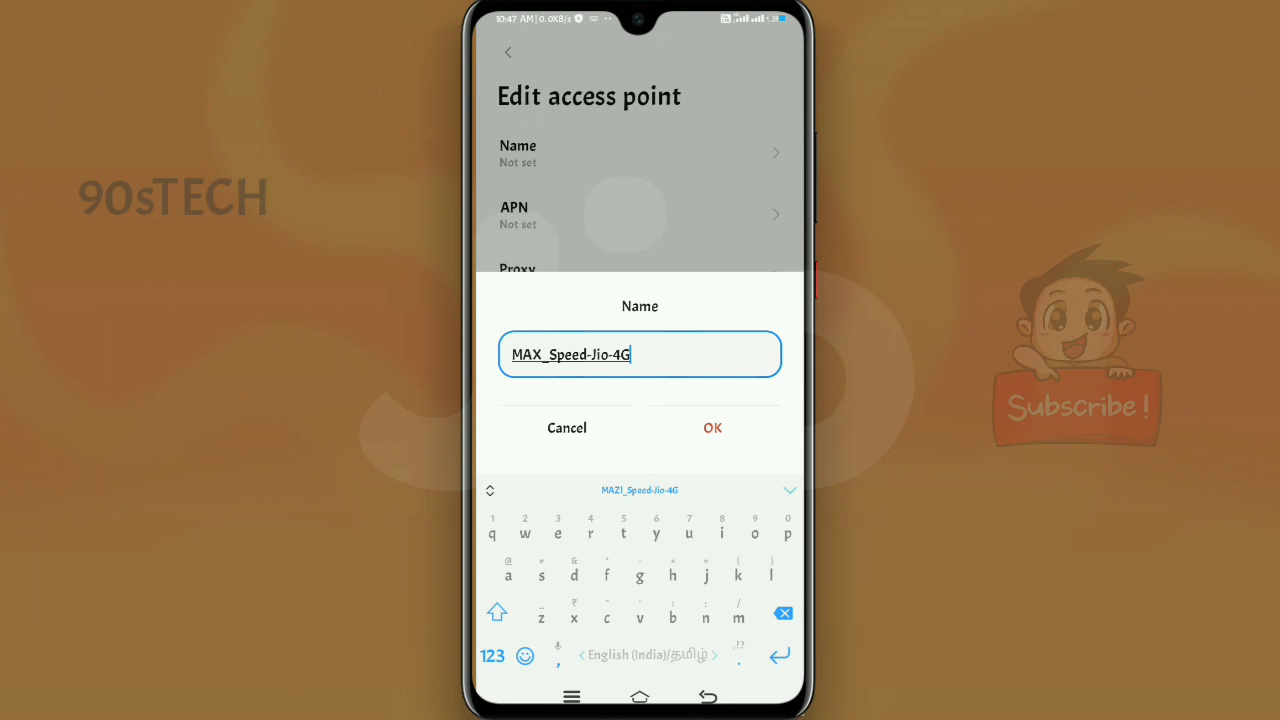 10:47 AM | 0.0KB/s
Edit access point
Name
Not set
90sTECH
APN
Not set
Proxy
Name
MAX_Speed-Jio-4G
Subscribe !
Cancel
OK
MAZI_Speed-Jio-4G
1 2 3 4 5 6 7 8 9 0
q w e r t y u i o p
@ # & * - + = ( )
a s d f g h j k l
_ ₹ " ' : ; /
z x c v b n m
123 , English (India)/தமிழ் ,!? .